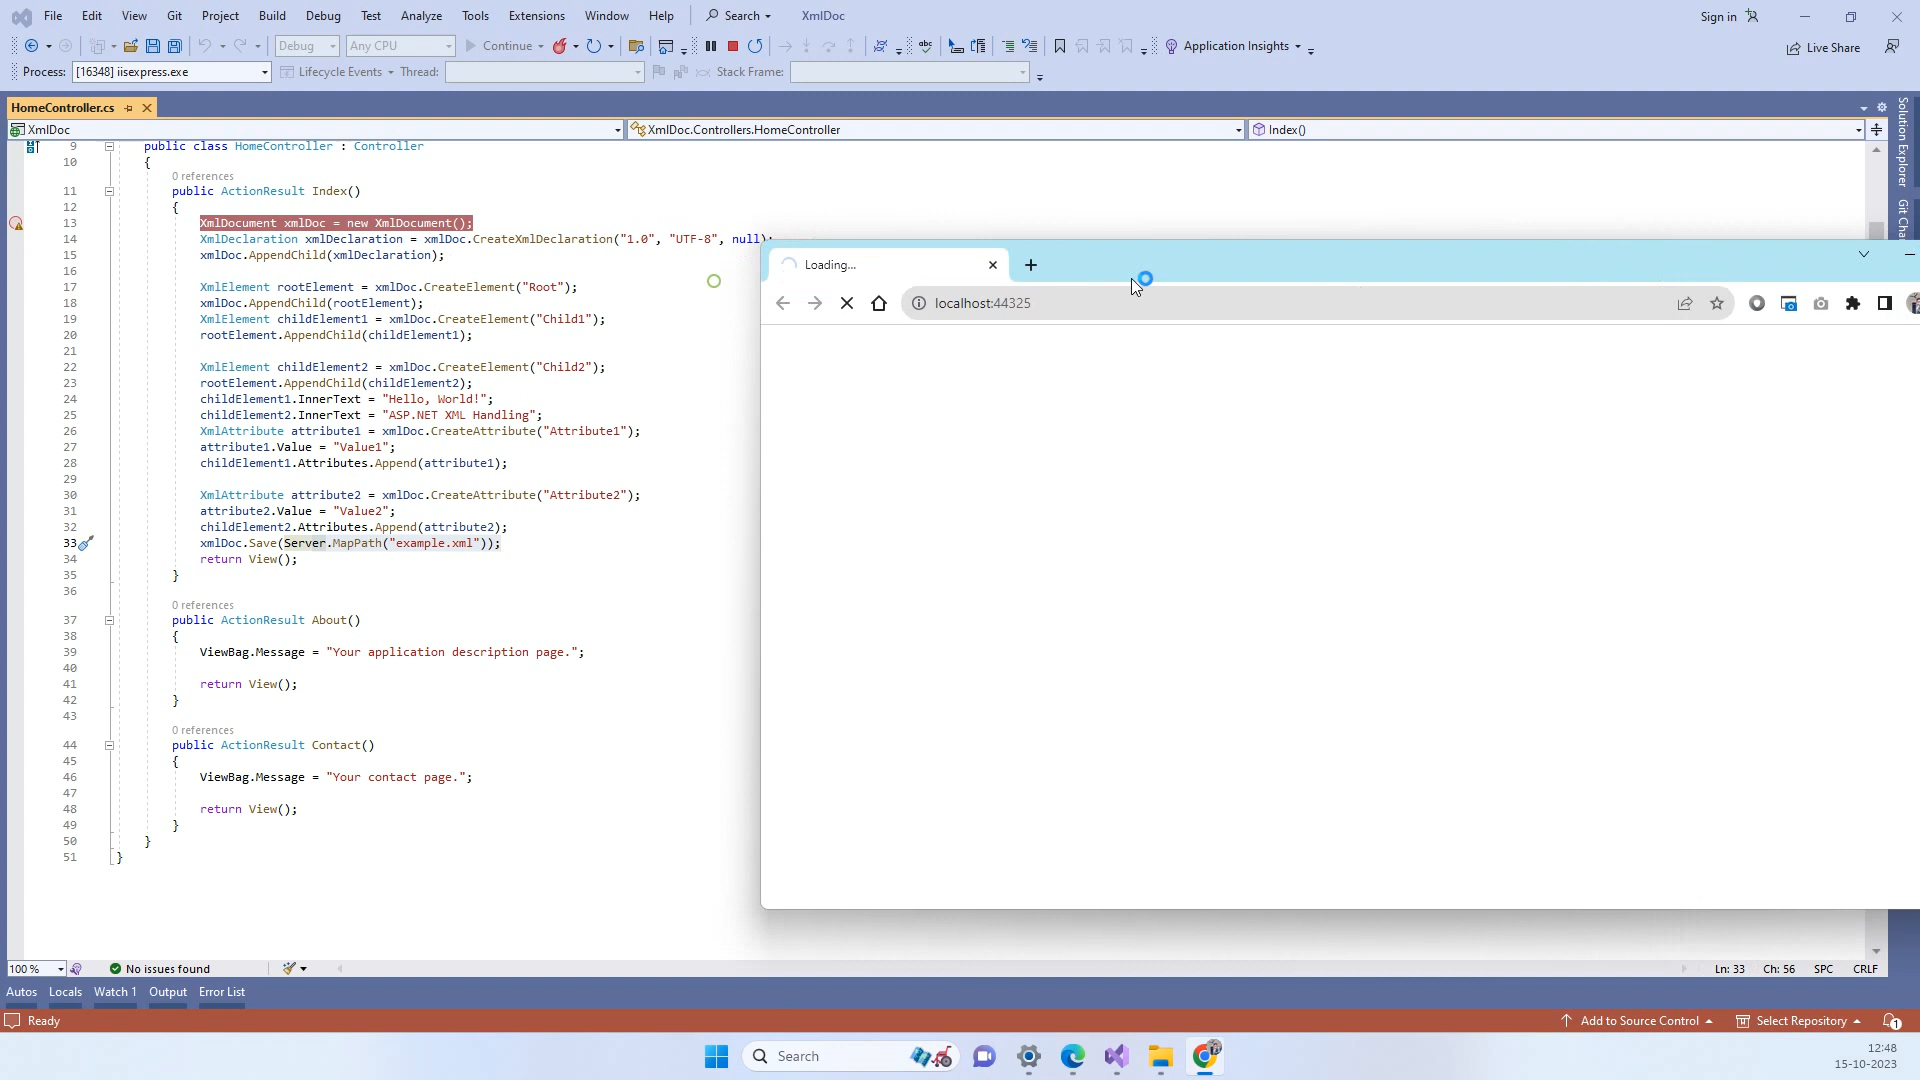 File Edit View Git Project Build Debug Test Analyze Tools Extensions Window Help Search XmlDoc Sign in
Debug Any CPU Continue abc Application Insights Live Share
Process: [16348] iisexpress.exe Lifecycle Events Thread: Stack Frame:
HomeController.cs
XmlDoc XmlDoc.Controllers.HomeController Index()
9 public class HomeController : Controller
10 {
0 references
11 public ActionResult Index()
12 {
13 XmlDocument xmlDoc = new XmlDocument();
14 XmlDeclaration xmlDeclaration = xmlDoc.CreateXmlDeclaration("1.0", "UTF-8", null);
15 xmlDoc.AppendChild(xmlDeclaration);
16
17 XmlElement rootElement = xmlDoc.CreateElement("Root");
18 xmlDoc.AppendChild(rootElement);
19 XmlElement childElement1 = xmlDoc.CreateElement("Child1");
20 rootElement.AppendChild(childElement1);
21
22 XmlElement childElement2 = xmlDoc.CreateElement("Child2");
23 rootElement.AppendChild(childElement2);
24 childElement1.InnerText = "Hello, World!";
25 childElement2.InnerText = "ASP.NET XML Handling";
26 XmlAttribute attribute1 = xmlDoc.CreateAttribute("Attribute1");
27 attribute1.Value = "Value1";
28 childElement1.Attributes.Append(attribute1);
29
30 XmlAttribute attribute2 = xmlDoc.CreateAttribute("Attribute2");
31 attribute2.Value = "Value2";
32 childElement2.Attributes.Append(attribute2);
33 xmlDoc.Save(Server.MapPath("example.xml"));
34 return View();
35 }
36
0 references
37 public ActionResult About()
38 {
39 ViewBag.Message = "Your application description page.";
40
41 return View();
42 }
43
0 references
44 public ActionResult Contact()
45 {
46 ViewBag.Message = "Your contact page.";
47
48 return View();
49 }
50 }
51 }
Loading...
localhost:44325
Solution Explorer
Git Cha
100 % No issues found Ln: 33 Ch: 56 SPC CRLF
Autos Locals Watch 1 Output Error List
Ready Add to Source Control Select Repository 1
Search
12:48
15-10-2023